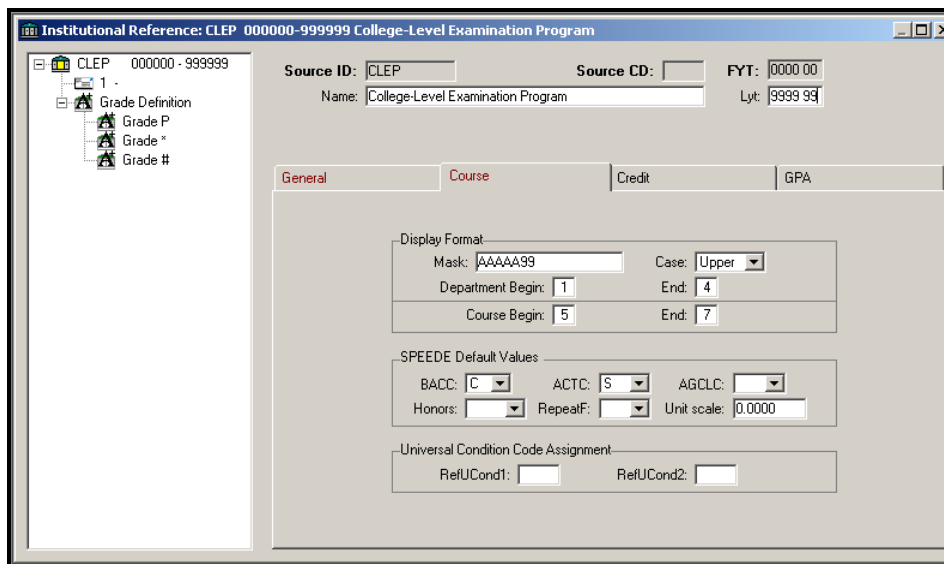 Institutional Reference: CLEP 000000-999999 College-Level Examination Program
CLEP 000000 - 999999
1 -
Grade Definition
Grade P
Grade *
Grade #
Source ID: CLEP Source CD: FYT: 0000 00
Name: College-Level Examination Program Lyt: 9999 99
General Course Credit GPA
Display Format
Mask: AAAAA99 Case: Upper
Department Begin: 1 End: 4
Course Begin: 5 End: 7
SPEEDE Default Values
BACC: C ACTC: S AGCLC:
Honors: RepeatF: Unit scale: 0.0000
Universal Condition Code Assignment
RefUCond1: RefUCond2: